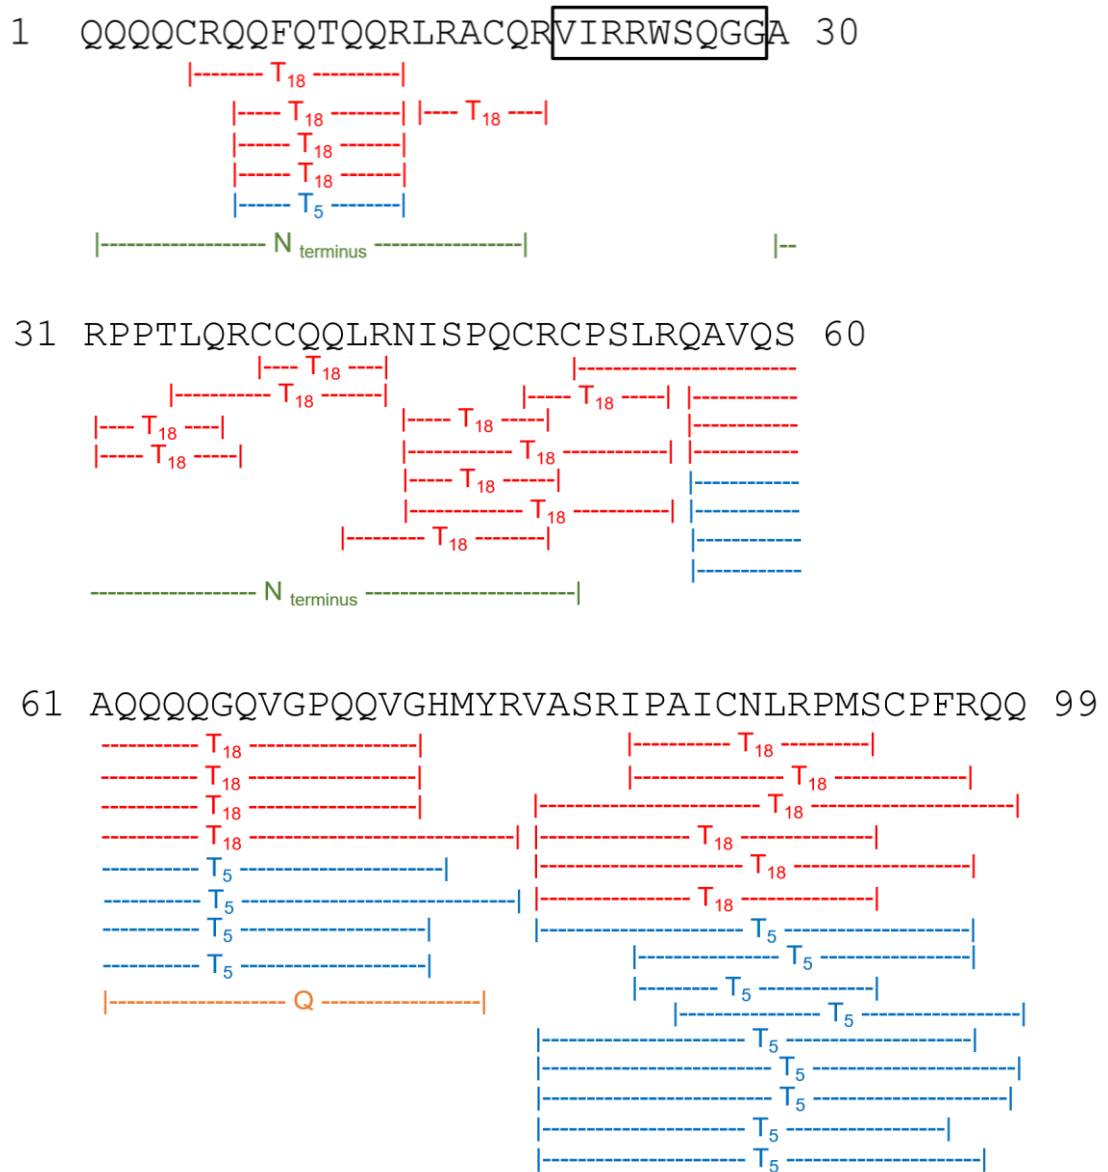 1 QQQQCRQQFQTQQRLRACQRVIRRWSQGGA 30
T18
T18 T18
T18
T18
T5
N terminus
31 RPPTLQRCCQQLRNISPQCRCPSLRQAVQS 60
T18
T18 T18
T18 T18
T18 T18
T18
T18
T18
N terminus
61 AQQQQGQVGPQQVGHMYRVASRIPAICNLRPMSCPFRQQ 99
T18 T18
T18 T18
T18 T18
T18 T18
T5 T18
T5 T18
T5 T5
T5 T5
T5
Q T5
T5
T5
T5
T5
T5